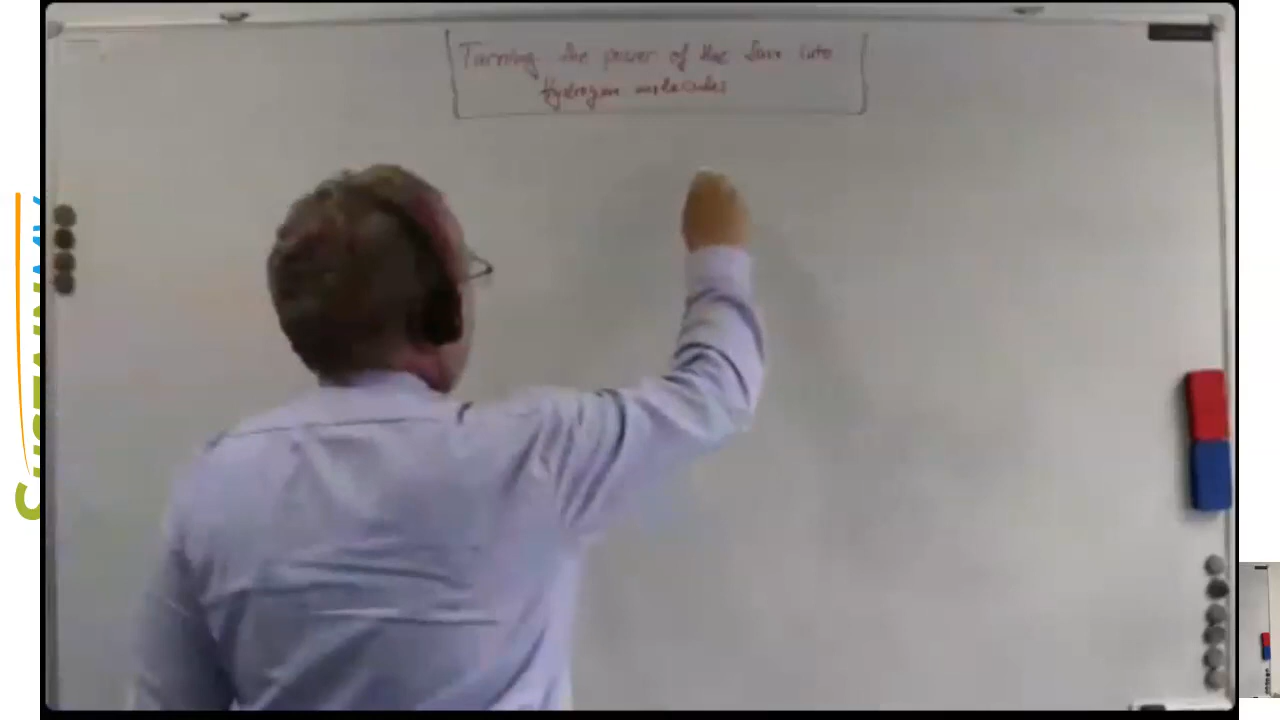 Turning the power of the Sun into
Hydrogen molecules